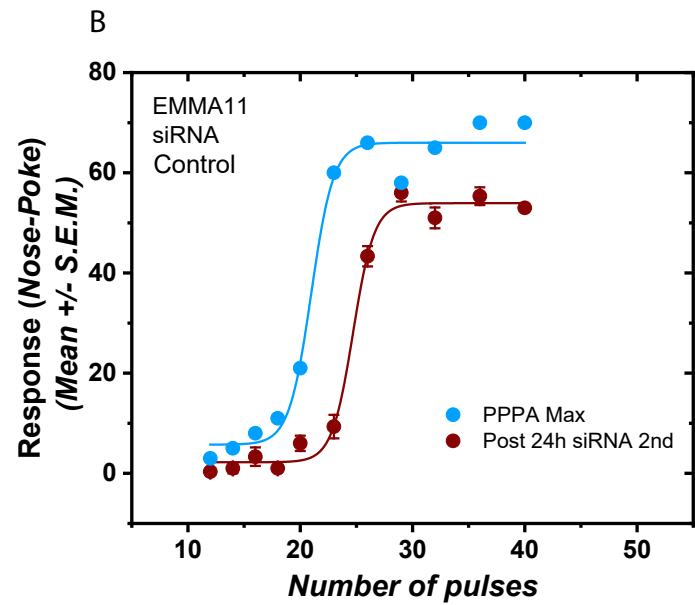 B
80
60
40
20
0
EMMA11
siRNA
Control
Response (Nose-Poke)
(Mean +/- S.E.M.)
PPPA Max
Post 24h siRNA 2nd
10 20 30 40 50
Number of pulses